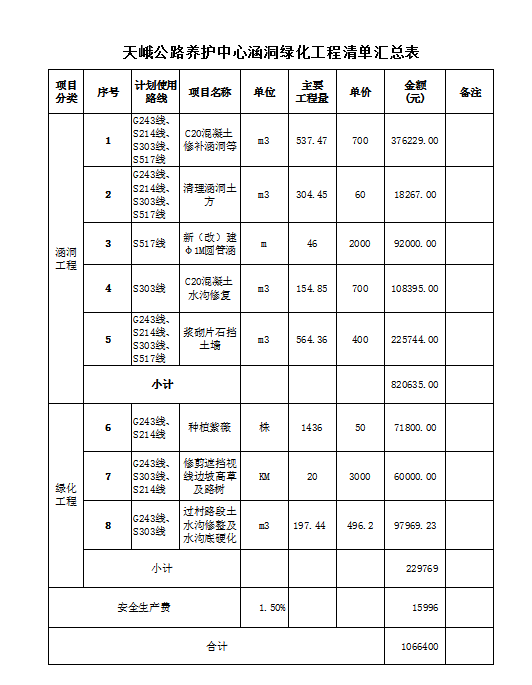 天峨公路养护中心涵洞绿化工程清单汇总表
项目分类 序号 计划使用路线 项目名称 单位 主要工程量 单价 金额(元) 备注
涵洞工程
1 G243线、S214线、S303线、S517线 C20混凝土修补涵洞等 m3 537.47 700 376229.00
2 G243线、S214线、S303线、S517线 清理涵洞土方 m3 304.45 60 18267.00
3 S517线 新（改）建φ1M圆管涵 m 46 2000 92000.00
4 S303线 C20混凝土水沟修复 m3 154.85 700 108395.00
5 G243线、S214线、S303线、S517线 浆砌片石挡土墙 m3 564.36 400 225744.00
小计 820635.00
绿化工程
6 G243线、S214线 种植紫薇 株 1436 50 71800.00
7 G243线、S303线、S214线 修剪遮挡视线边坡高草及路树 KM 20 3000 60000.00
8 G243线、S303线 过村路段土水沟修整及水沟底硬化 m3 197.44 496.2 97969.23
小计 229769
安全生产费 1.50% 15996
合计 1066400